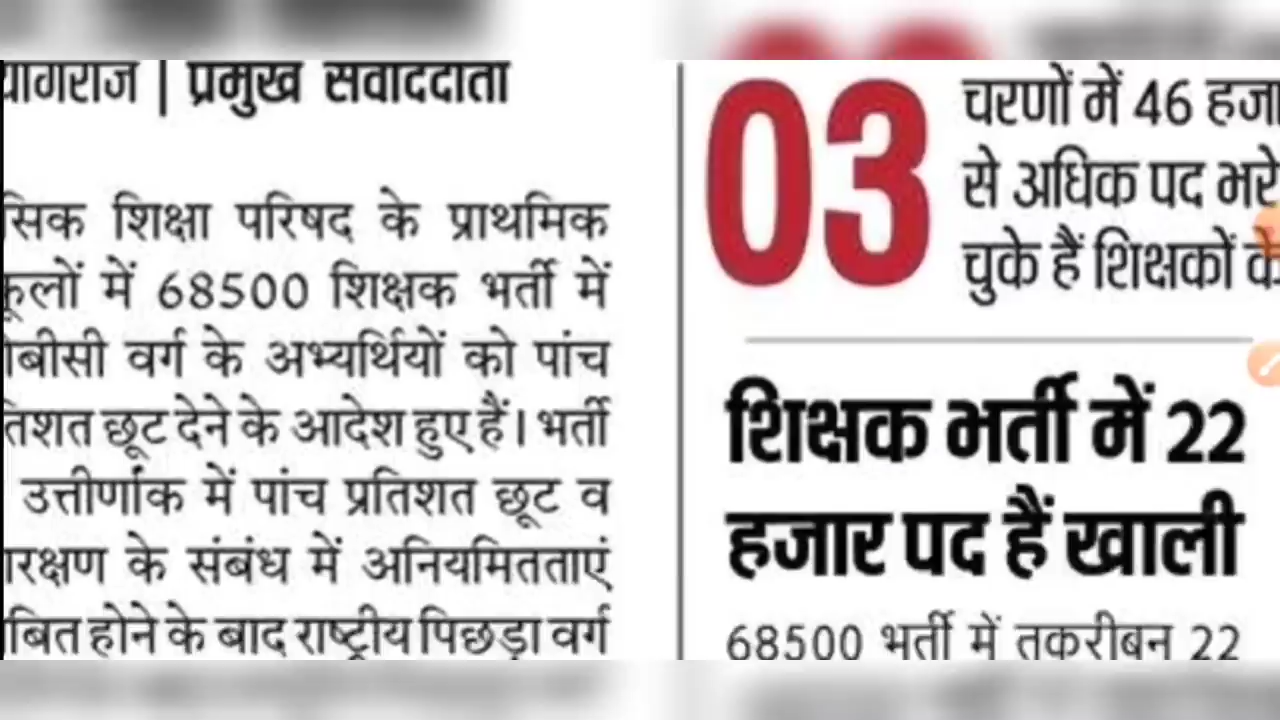 यागराज | प्रमुख संवाददाता
सिक शिक्षा परिषद के प्राथमिक
कूलों में 68500 शिक्षक भर्ती में
ओबीसी वर्ग के अभ्यर्थियों को पांच
तिशत छूट देने के आदेश हुए हैं। भर्ती
उत्तीर्णांक में पांच प्रतिशत छूट व
रक्षण के संबंध में अनियमितताएं
बित होने के बाद राष्ट्रीय पिछड़ा वर्ग
03
चरणों में 46 हजा
से अधिक पद भरे
चुके हैं शिक्षकों के
शिक्षक भर्ती में 22
हजार पद हैं खाली
68500 भर्ती में तकरीबन 22